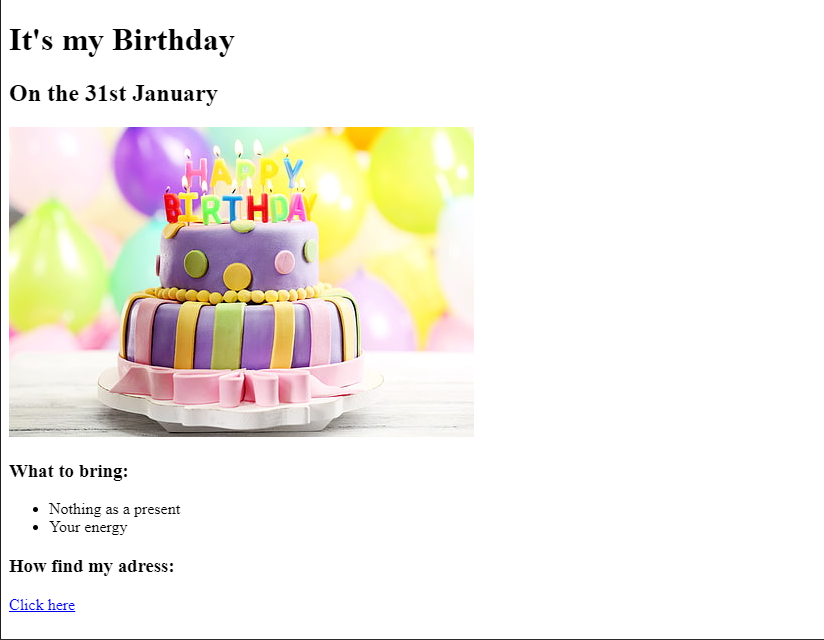 It's my Birthday
On the 31st January
HAPPY
BIRTHDAY
What to bring:
Nothing as a present
Your energy
How find my adress:
Click here